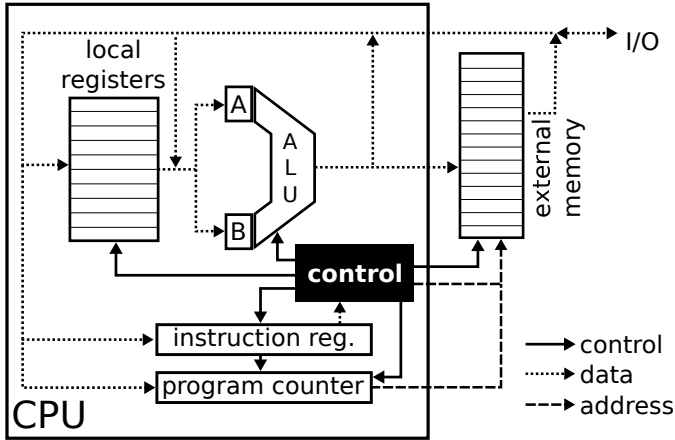 local
registers
I/O
A
B
A
L
U
external
memory
control
instruction reg.
program counter
CPU
control
data
address